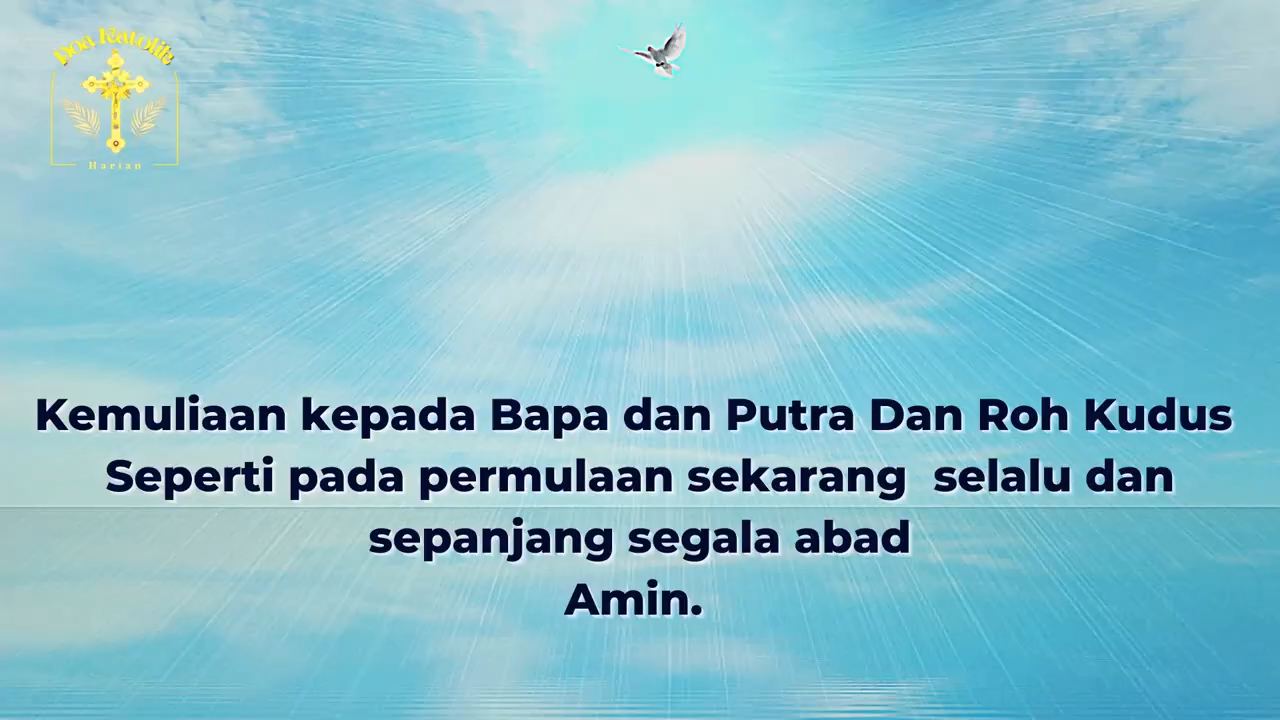 Doa Katolik
Harian
Kemuliaan kepada Bapa dan Putra Dan Roh Kudus
Seperti pada permulaan sekarang  selalu dan
sepanjang segala abad
Amin.